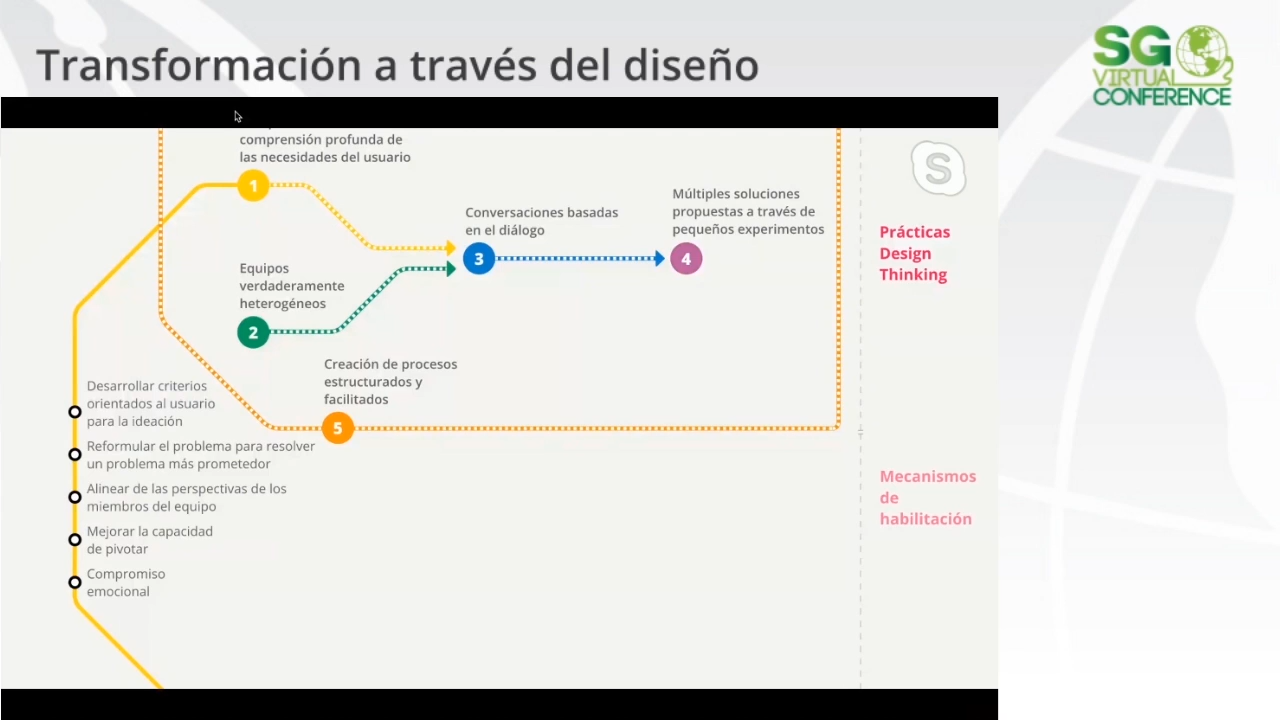 Transformación a través del diseño
SG
VIRTUAL
CONFERENCE
comprensión profunda de
las necesidades del usuario
1
Múltiples soluciones
propuestas a través de
pequeños experimentos
4
Conversaciones basadas
en el diálogo
3
Equipos
verdaderamente
heterogéneos
2
Creación de procesos
estructurados y
facilitados
5
Desarrollar criterios
orientados al usuario
para la ideación
Reformular el problema para resolver
un problema más prometedor
Alinear de las perspectivas de los
miembros del equipo
Mejorar la capacidad
de pivotar
Compromiso
emocional
S
Prácticas
Design
Thinking
Mecanismos
de
habilitación